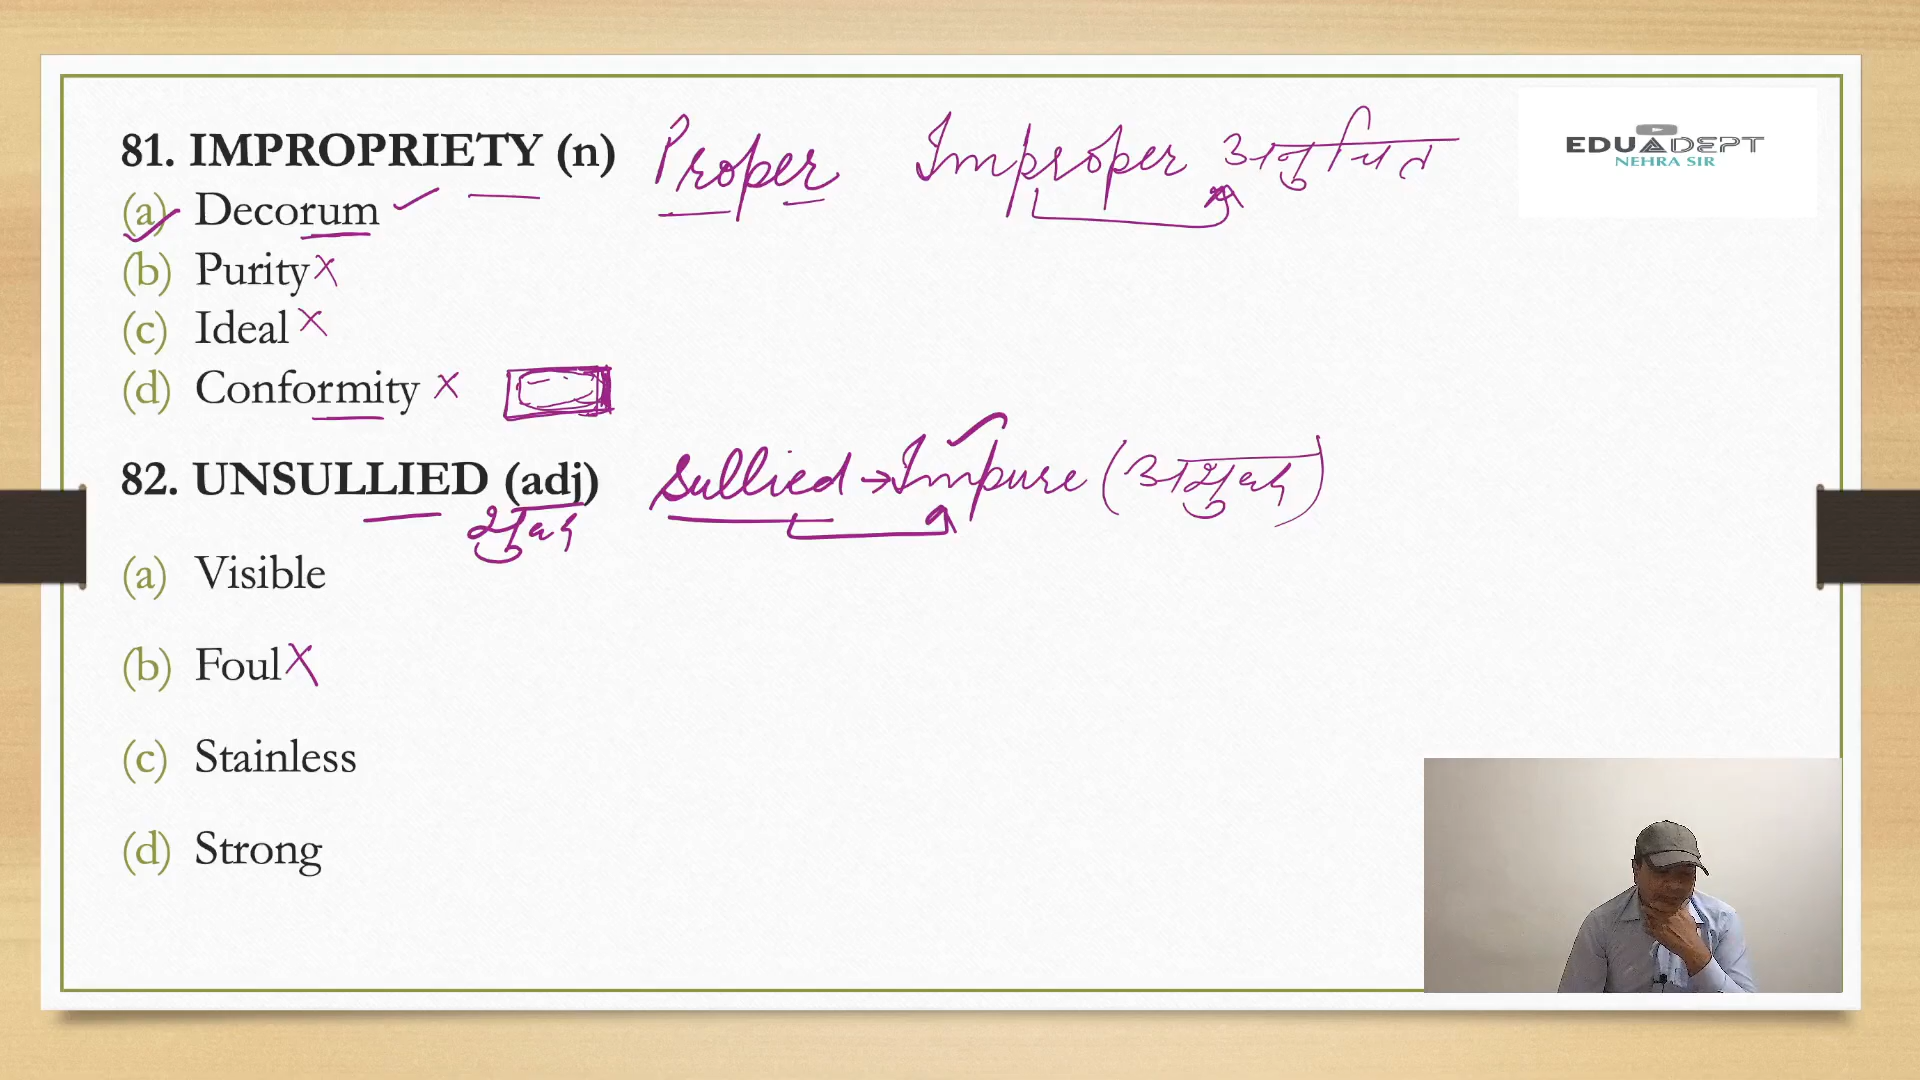 81. IMPROPRIETY (n) Proper Improper अनुचित
EDUADEPT
NEHRA SIR
(a) Decorum
(b) Purity
(c) Ideal
(d) Conformity
82. UNSULLIED (adj) Sullied → Impure (अशुद्ध)
शुद्ध
(a) Visible
(b) Foul
(c) Stainless
(d) Strong